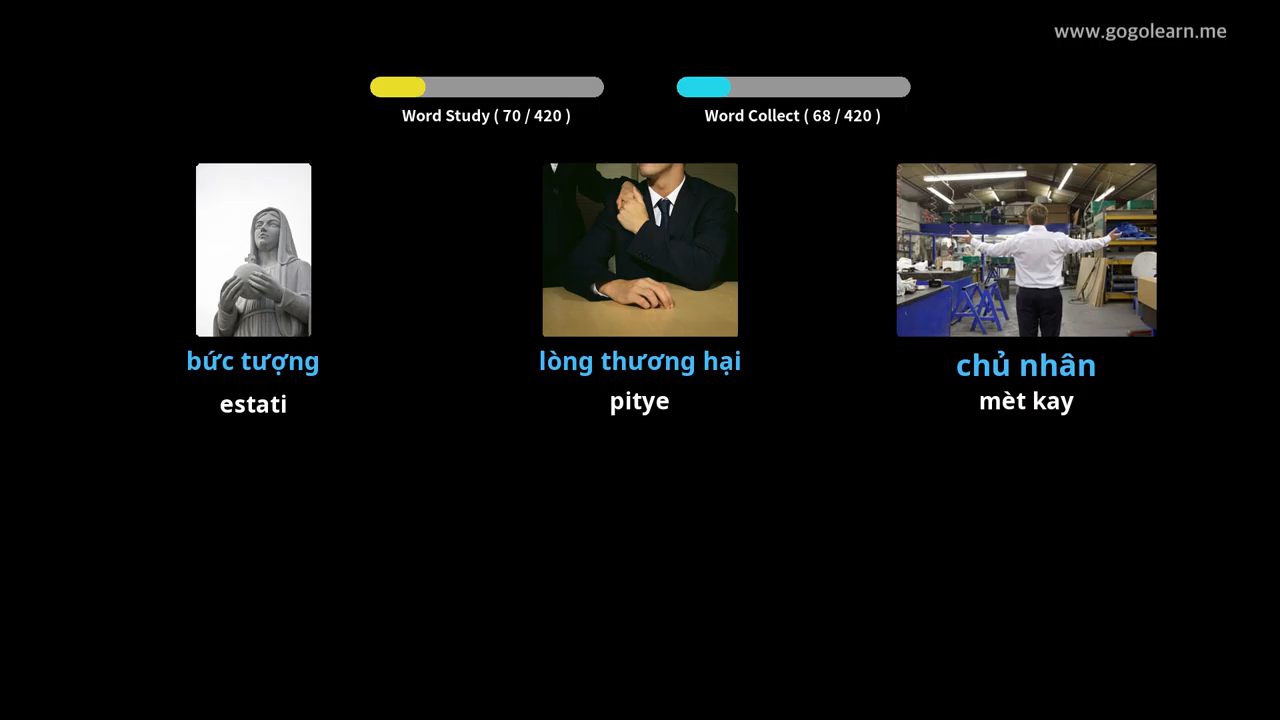 www.gogolearn.me
Word Study ( 70 / 420 )
Word Collect ( 68 / 420 )
bức tượng
estati
lòng thương hại
pitye
chủ nhân
mèt kay